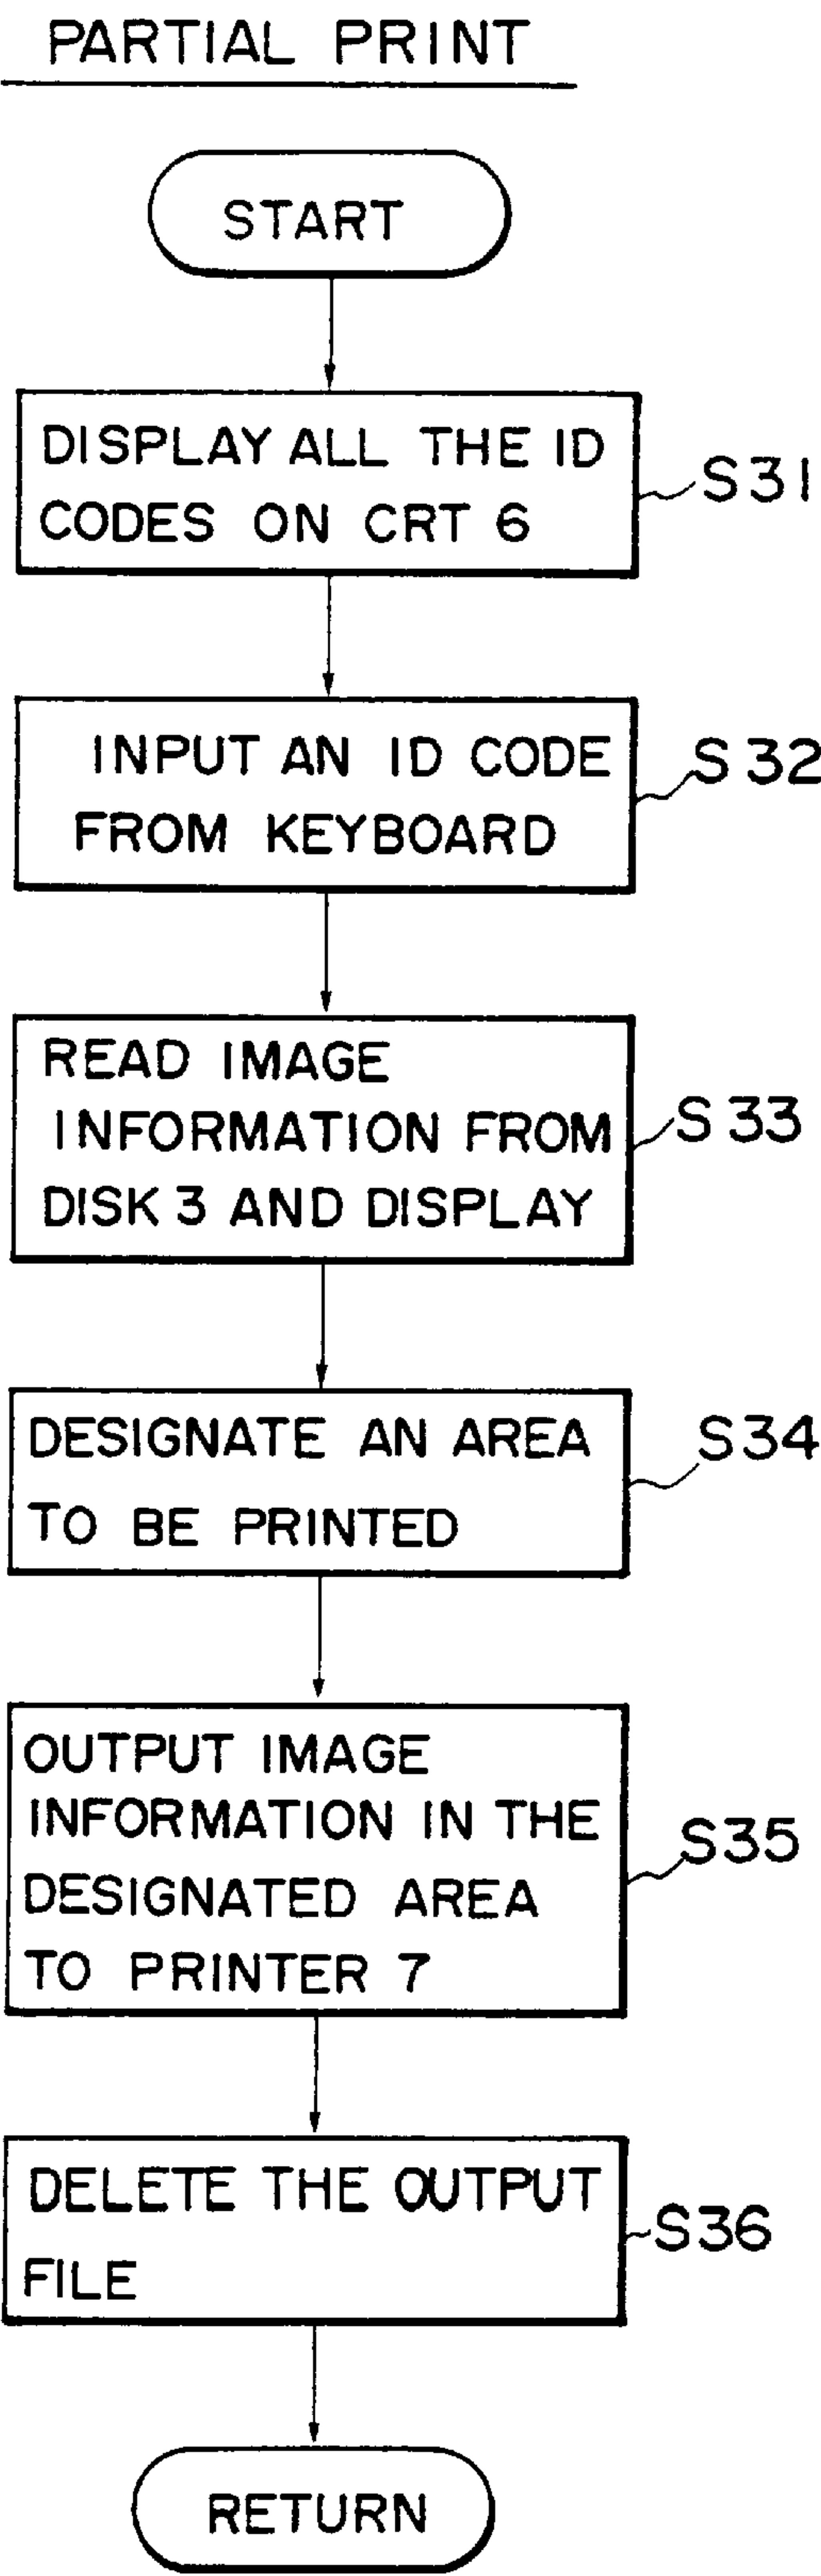 PARTIAL PRINT
START
DISPLAY ALL THE ID
CODES ON CRT 6
S31
INPUT AN ID CODE
FROM KEYBOARD
S32
READ IMAGE
INFORMATION FROM
DISK 3 AND DISPLAY
S33
DESIGNATE AN AREA
TO BE PRINTED
S34
OUTPUT IMAGE
INFORMATION IN THE
DESIGNATED AREA
TO PRINTER 7
S35
DELETE THE OUTPUT
FILE
S36
RETURN